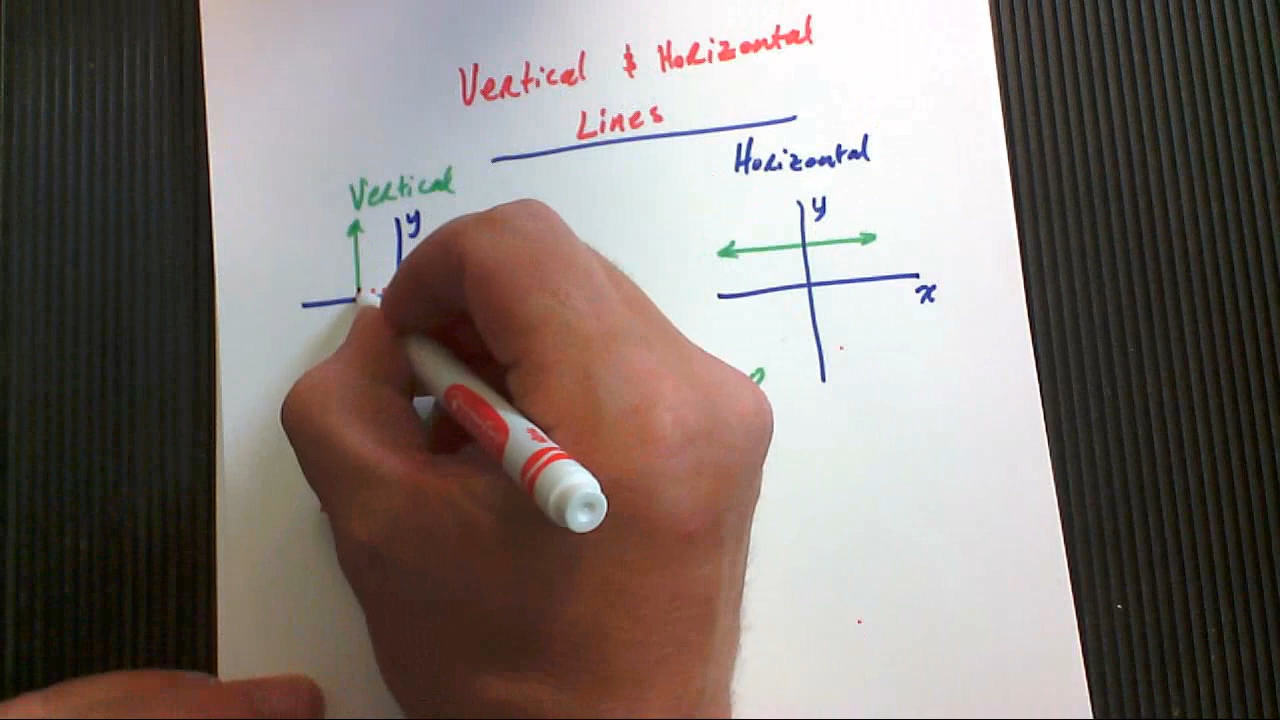 Vertical & Horizontal
Lines
Vertical
y
Horizontal
y
x